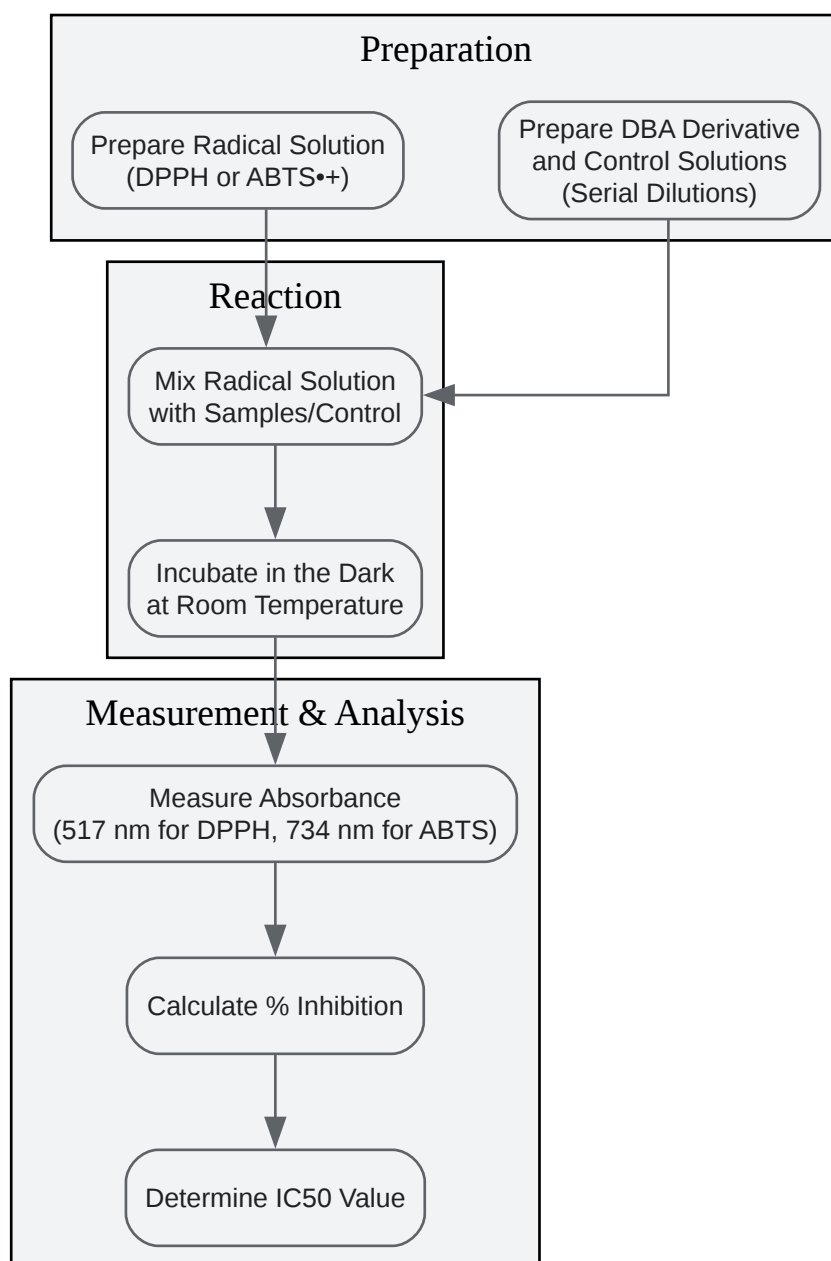 Preparation
Prepare Radical Solution
(DPPH or ABTS•+)
Prepare DBA Derivative
and Control Solutions
(Serial Dilutions)
Reaction
Mix Radical Solution
with Samples/Control
Incubate in the Dark
at Room Temperature
Measurement & Analysis
Measure Absorbance
(517 nm for DPPH, 734 nm for ABTS)
Calculate % Inhibition
Determine IC50 Value